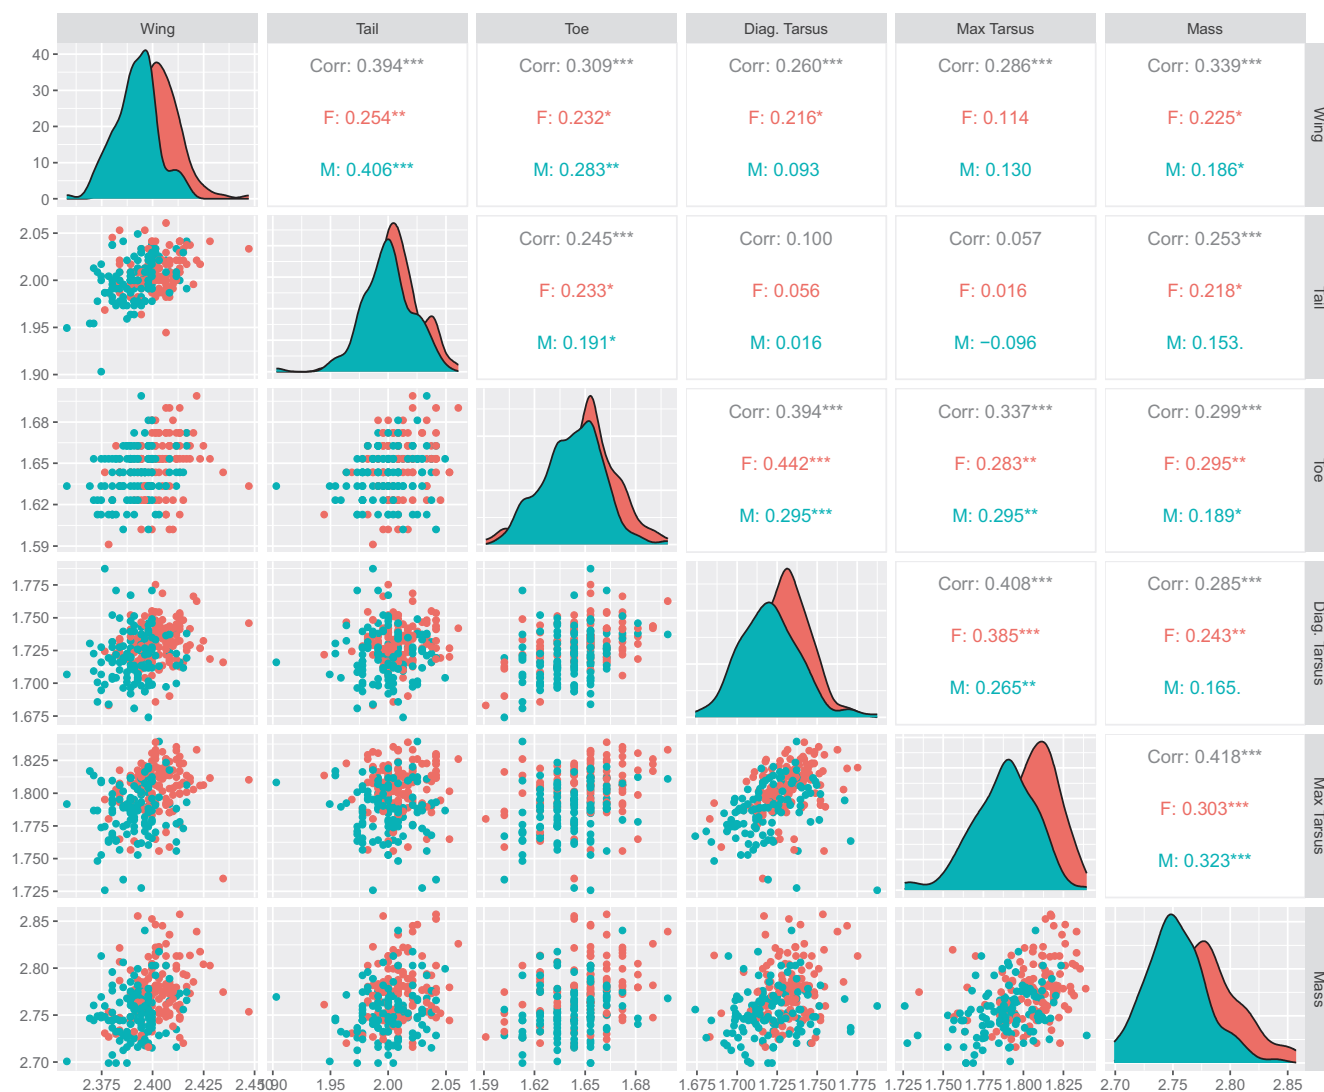 Wing Tail Toe Diag. Tarsus Max Tarsus Mass
40
30
20
10
0
Corr: 0.394*** Corr: 0.309*** Corr: 0.260*** Corr: 0.286*** Corr: 0.339***
F: 0.254** F: 0.232* F: 0.216* F: 0.114 F: 0.225*
M: 0.406*** M: 0.283** M: 0.093 M: 0.130 M: 0.186*
Wing
2.05
2.00
1.95
1.90
Corr: 0.245*** Corr: 0.100 Corr: 0.057 Corr: 0.253***
F: 0.233* F: 0.056 F: 0.016 F: 0.218*
M: 0.191* M: 0.016 M: −0.096 M: 0.153.
Tail
1.68
1.65
1.62
1.59
Corr: 0.394*** Corr: 0.337*** Corr: 0.299***
F: 0.442*** F: 0.283** F: 0.295**
M: 0.295*** M: 0.295** M: 0.189*
Toe
1.775
1.750
1.725
1.700
1.675
Corr: 0.408*** Corr: 0.285***
F: 0.385*** F: 0.243**
M: 0.265** M: 0.165.
Diag. Tarsus
1.825
1.800
1.775
1.750
1.725
Corr: 0.418***
F: 0.303***
M: 0.323***
Max Tarsus
2.85
2.80
2.75
2.70
Mass
2.375 2.400 2.425 2.450 1.90 1.95 2.00 2.05 1.59 1.62 1.65 1.68 1.675 1.700 1.725 1.750 1.775 1.725 1.750 1.775 1.800 1.825 2.70 2.75 2.80 2.85